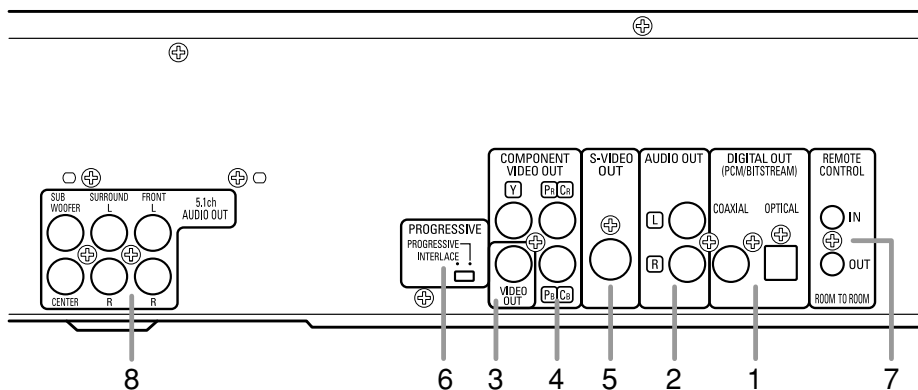 SUB
WOOFER
SURROUND
L
FRONT
L
5.1ch
AUDIO OUT
CENTER
R
R
PROGRESSIVE
PROGRESSIVE
INTERLACE
COMPONENT
VIDEO OUT
Y
PR CR
VIDEO
OUT
PB CB
S-VIDEO
OUT
AUDIO OUT
L
R
DIGITAL OUT
(PCM/BITSTREAM)
COAXIAL
OPTICAL
REMOTE
CONTROL
IN
OUT
ROOM TO ROOM
8 6 3 4 5 2 1 7